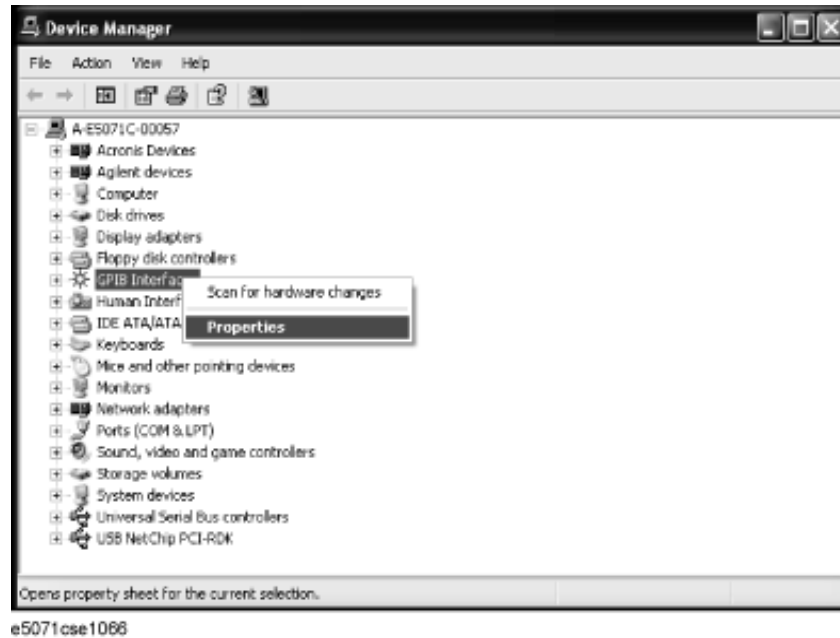 Device Manager
File Action View Help
A-E5071C-00057
Acronis Devices
Agilent devices
Computer
Disk drives
Display adapters
Floppy disk controllers
GPIB Interfac
Scan for hardware changes
Human Interf
Properties
IDE ATA/ATA
Keyboards
Mice and other pointing devices
Monitors
Network adapters
Ports (COM & LPT)
Sound, video and game controllers
Storage volumes
System devices
Universal Serial Bus controllers
USB NetChip PCI-RDK
Opens property sheet for the current selection.
e5071cse1066